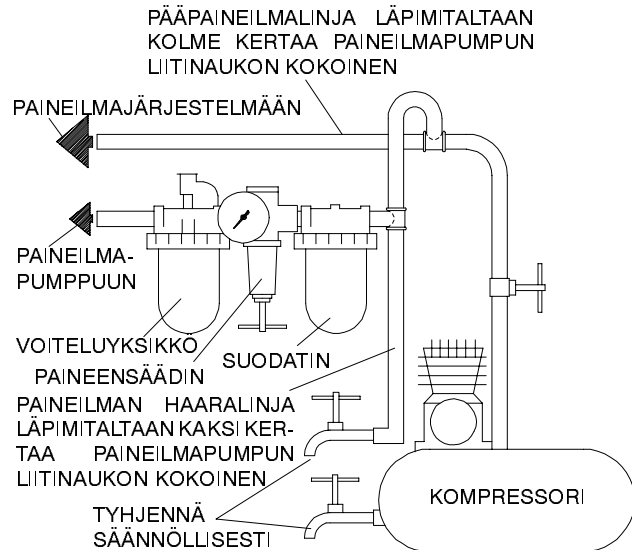 PÄÄPAINEILMALINJA LÄPIMITALTAAN
KOLME KERTAA PAINEILMAPUMPUN
LIITINAUKON KOKOINEN
PAINEILMAJÄRJESTELMÄÄN
PAINEILMA-
PUMPPUUN
VOITELUYKSIKKÖ
SUODATIN
PAINEENSÄÄDIN
PAINEILMAN HAARALINJA
LÄPIMITALTAAN KAKSI KER-
TAA PAINEILMAPUMPUN
LIITINAUKON KOKOINEN
KOMPRESSORI
TYHJENNÄ
SÄÄNNÖLLISESTI